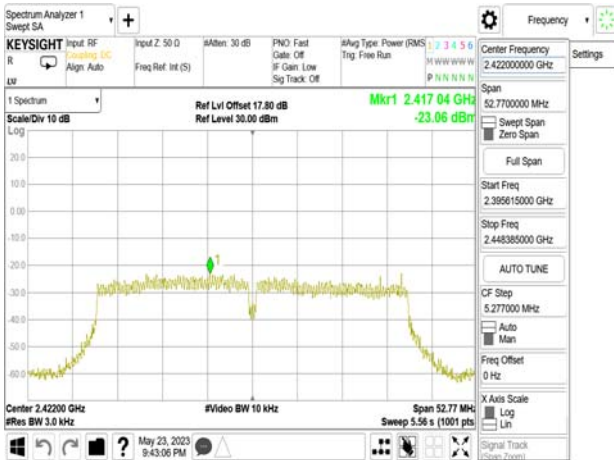 Spectrum Analyzer 1
Swept SA
+
Frequency
KEYSIGHT
R
Input: RF
Coupling: DC
Align: Auto
Input Z: 50 Ω
Freq Ref: Int (S)
#Atten: 30 dB
PNO: Fast
Gate: Off
IF Gain: Low
Sig Track: Off
#Avg Type: Power (RMS
Trig: Free Run
1 2 3 4 5 6
M W W W W W
P N N N N N
Settings
1 Spectrum
Scale/Div 10 dB
Log
Ref Lvl Offset 17.80 dB
Ref Level 30.00 dBm
Mkr1 2.417 04 GHz
-23.06 dBm
20.0
10.0
0.00
-10.0
-20.0
-30.0
-40.0
-50.0
-60.0
1
Center 2.42200 GHz
#Res BW 3.0 kHz
#Video BW 10 kHz
Span 52.77 MHz
Sweep 5.56 s (1001 pts)
Center Frequency
2.422000000 GHz
Span
52.7700000 MHz
Swept Span
Zero Span
Full Span
Start Freq
2.395615000 GHz
Stop Freq
2.448385000 GHz
AUTO TUNE
CF Step
5.277000 MHz
Auto
Man
Freq Offset
0 Hz
X Axis Scale
Log
Lin
Signal Track
(Span Zoom)
?
May 23, 2023
9:43:06 PM